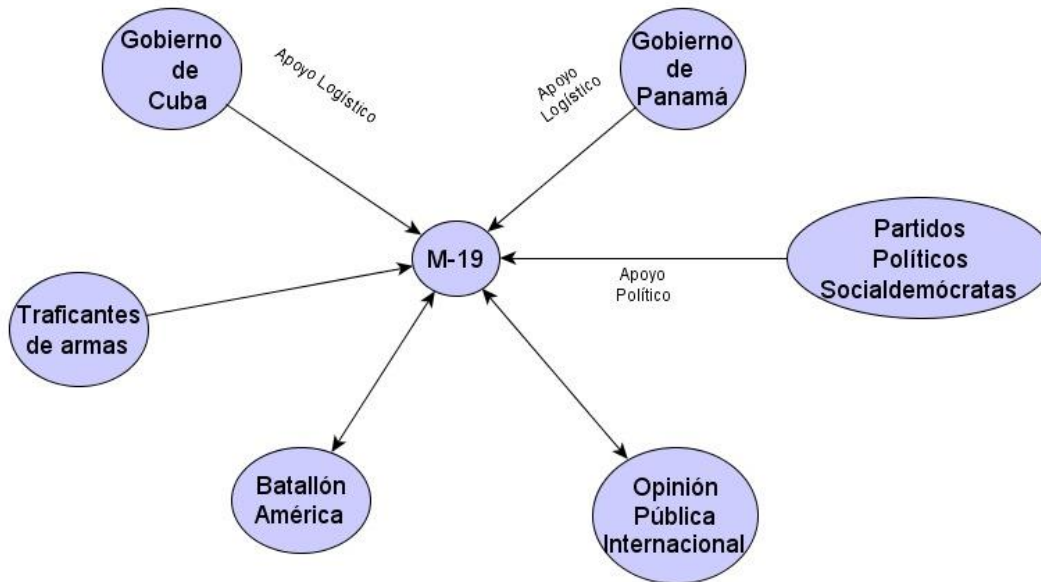 Gobierno
de
Cuba
Apoyo Logístico
Apoyo
Logístico
Gobierno
de
Panamá
M-19
Partidos
Políticos
Socialdemócratas
Apoyo
Político
Traficantes
de armas
Batallón
América
Opinión
Pública
Internacional